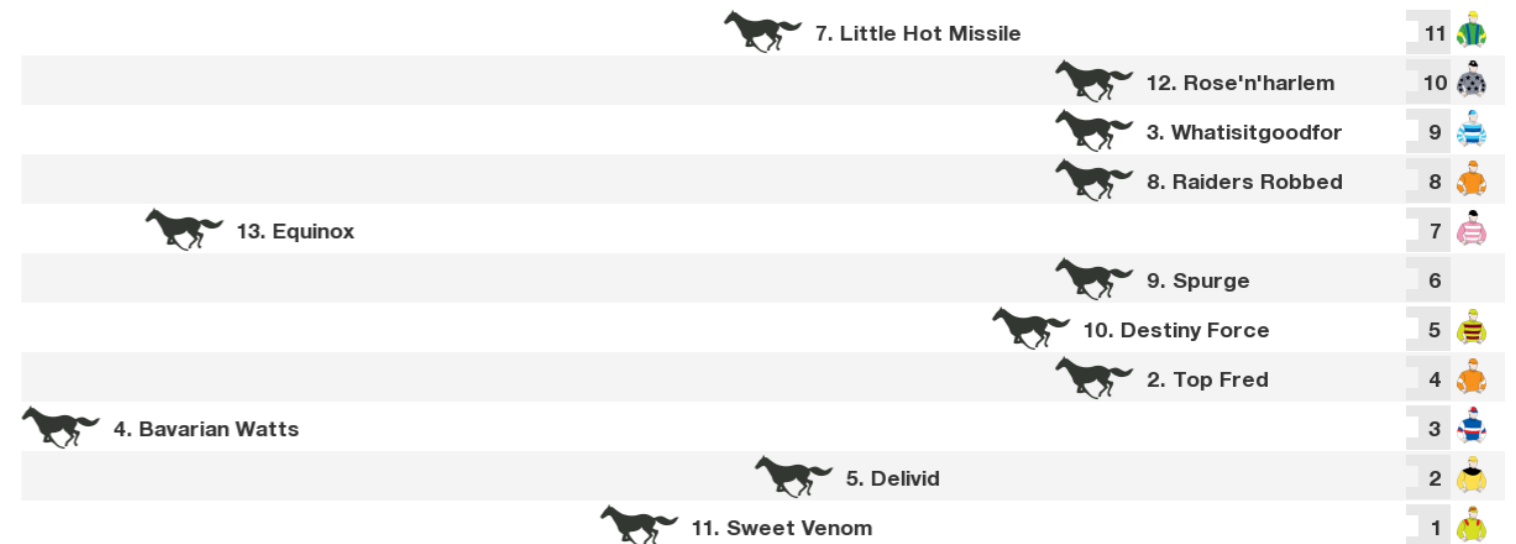 7. Little Hot Missile 11
12. Rose'n'harlem 10
3. Whatisitgoodfor 9
8. Raiders Robbed 8
13. Equinox 7
9. Spurge 6
10. Destiny Force 5
2. Top Fred 4
4. Bavarian Watts 3
5. Delivid 2
11. Sweet Venom 1